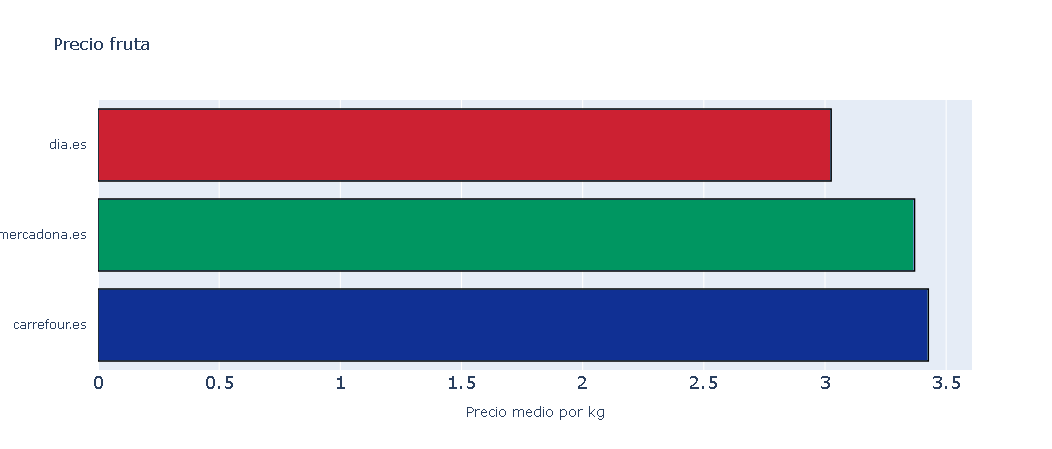 Precio fruta
dia.es
mercadona.es
carrefour.es
0 0.5 1 1.5 2 2.5 3 3.5
Precio medio por kg